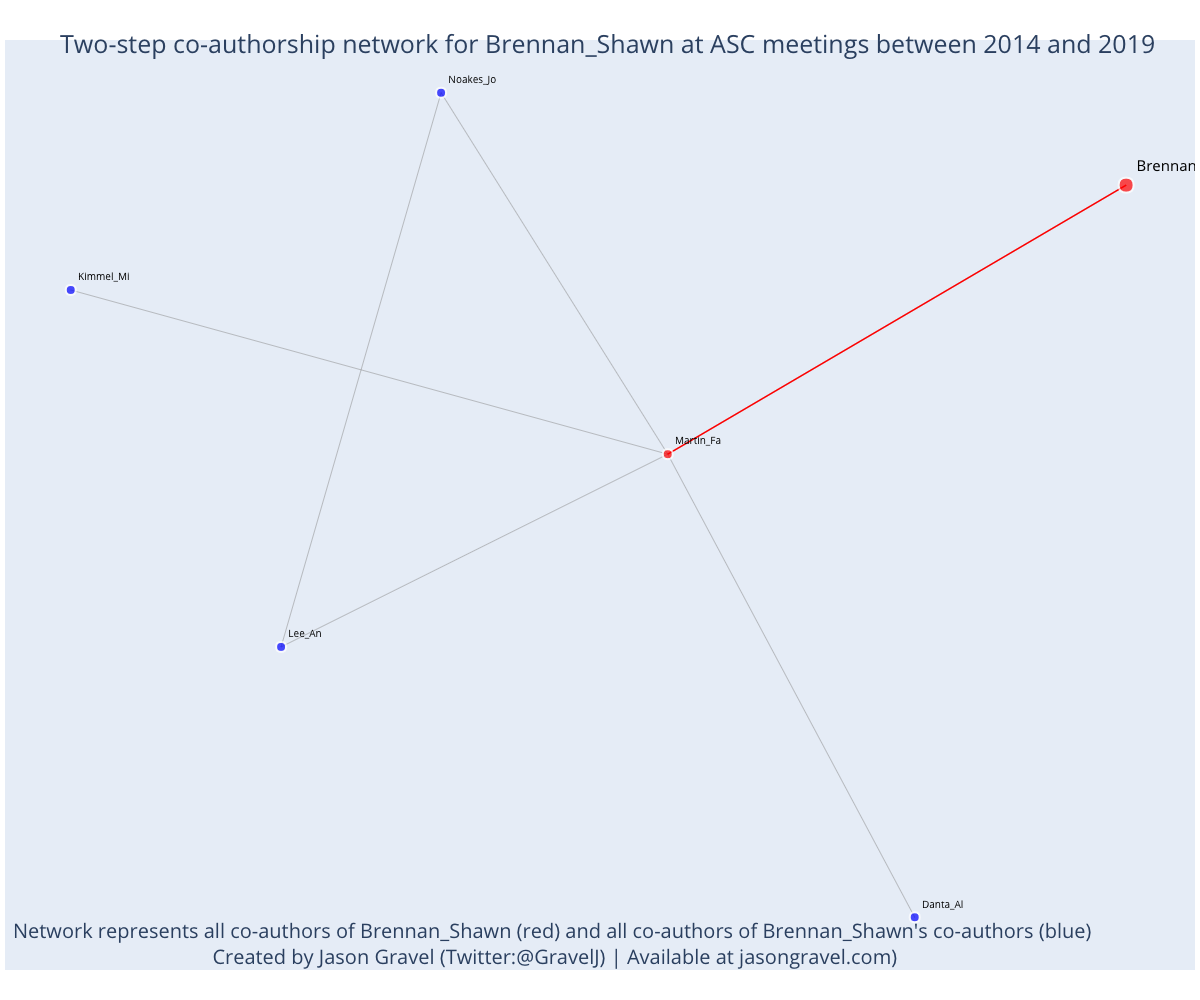 Two-step co-authorship network for Brennan_Shawn at ASC meetings between 2014 and 2019
Noakes_Jo
Brennan
Kimmel_Mi
Martin_Fa
Lee_An
Danta_Al
Network represents all co-authors of Brennan_Shawn (red) and all co-authors of Brennan_Shawn's co-authors (blue)
Created by Jason Gravel (Twitter:@GravelJ) | Available at jasongravel.com)